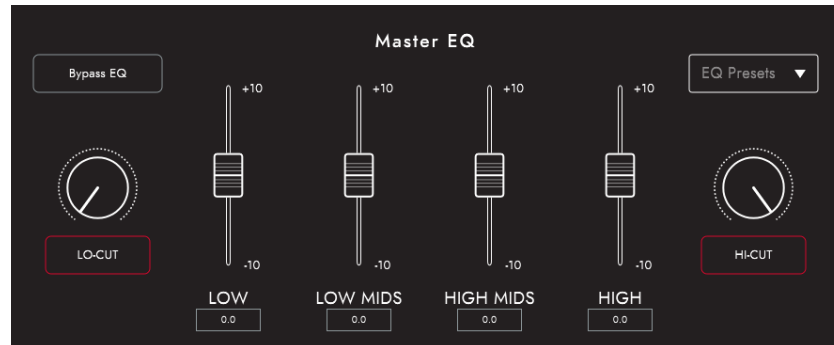 Master EQ
Bypass EQ
EQ Presets
+10 +10 +10 +10
LO-CUT
HI-CUT
-10 -10 -10 -10
LOW LOW MIDS HIGH MIDS HIGH
0.0 0.0 0.0 0.0